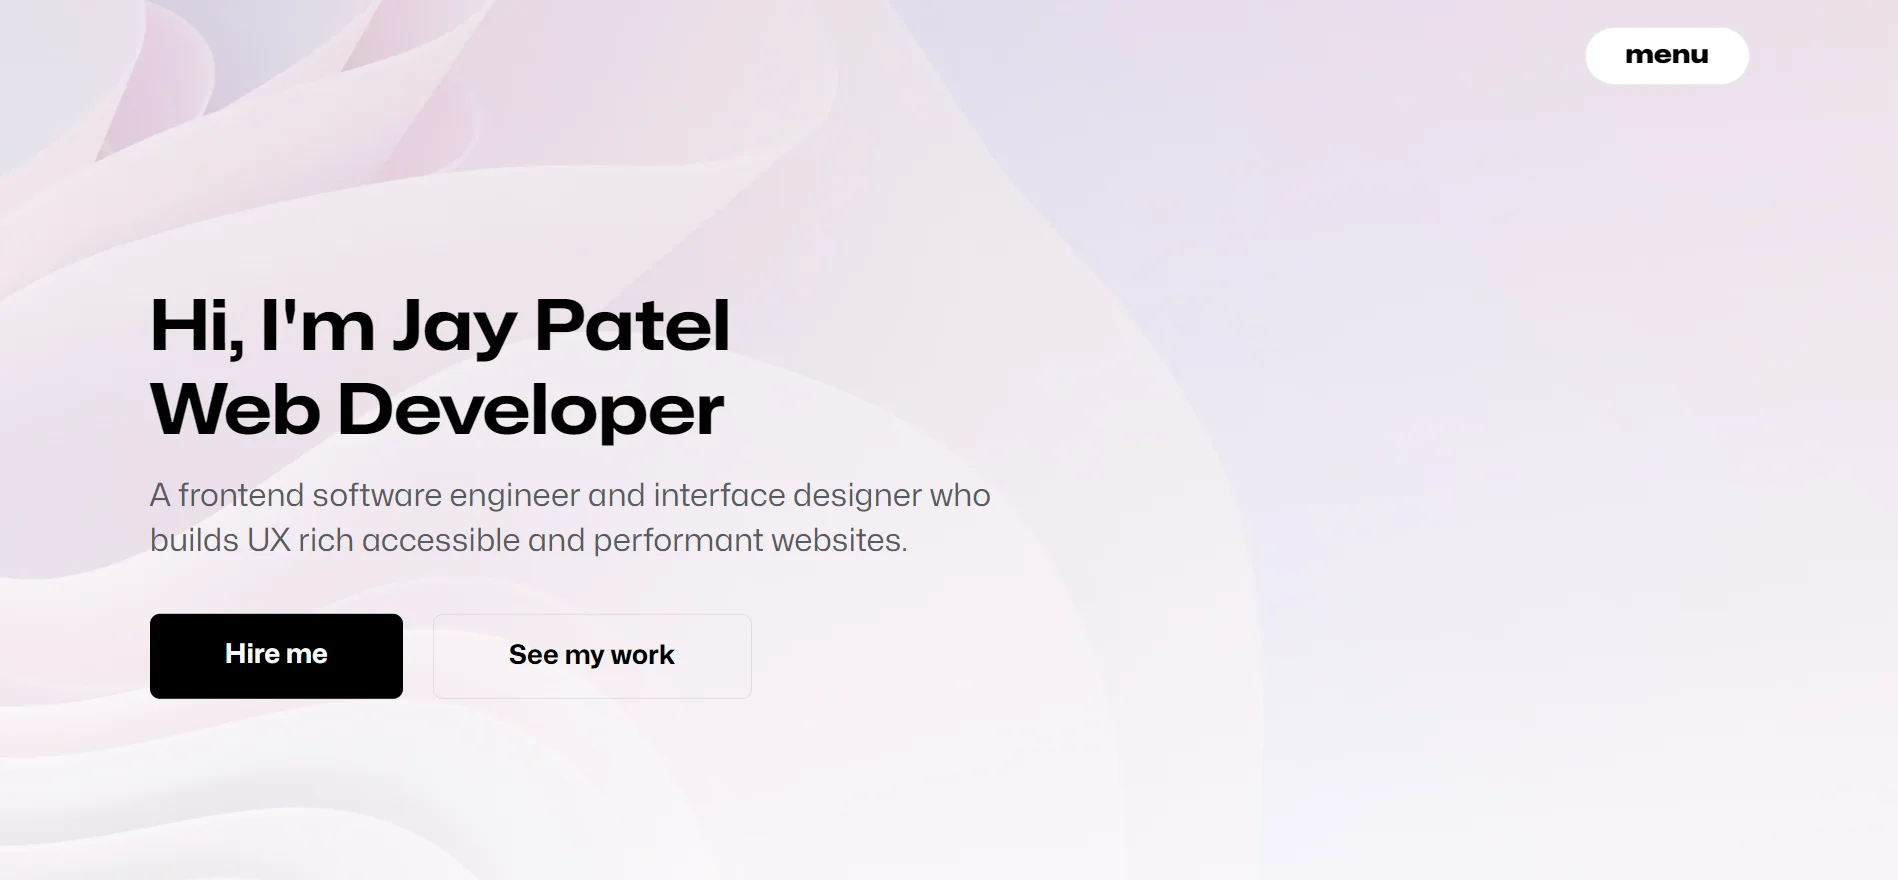 menu
Hi, I'm Jay Patel
Web Developer
A frontend software engineer and interface designer who
builds UX rich accessible and performant websites.
Hire me
See my work